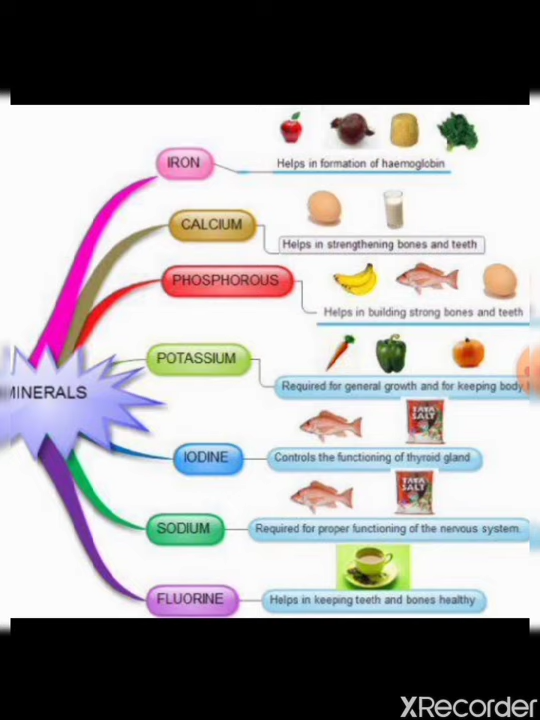 IRON
Helps in formation of haemoglobin
CALCIUM
Helps in strengthening bones and teeth
PHOSPHOROUS
Helps in building strong bones and teeth
POTASSIUM
Required for general growth and for keeping body
MINERALS
TATA
SALT
IODINE
Controls the functioning of thyroid gland
TATA
SALT
SODIUM
Required for proper functioning of the nervous system.
FLUORINE
Helps in keeping teeth and bones healthy
XRecorder